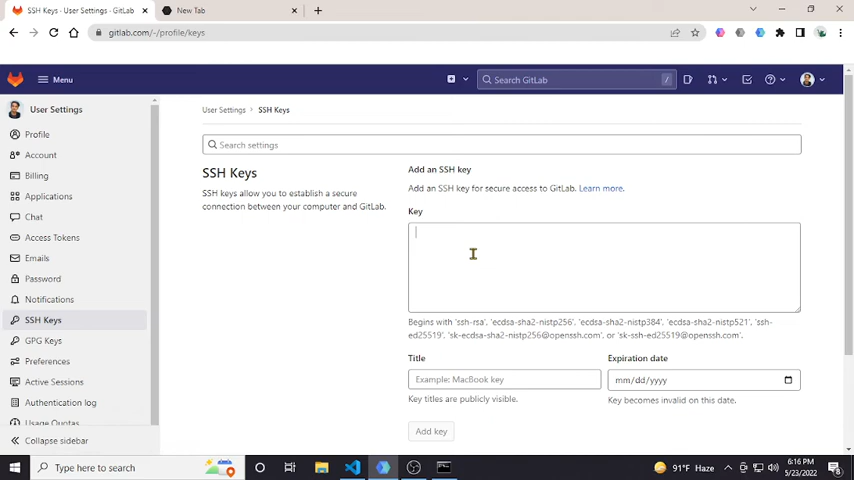 SSH Keys · User Settings · GitLab
New Tab
gitlab.com/-/profile/keys
Menu
Search GitLab
/
User Settings
Profile
Account
Billing
Applications
Chat
Access Tokens
Emails
Password
Notifications
SSH Keys
GPG Keys
Preferences
Active Sessions
Authentication log
Usage Quotas
Collapse sidebar
User Settings > SSH Keys
Search settings
SSH Keys
SSH keys allow you to establish a secure
connection between your computer and GitLab.
Add an SSH key
Add an SSH key for secure access to GitLab. Learn more.
Key
Begins with 'ssh-rsa', 'ecdsa-sha2-nistp256', 'ecdsa-sha2-nistp384', 'ecdsa-sha2-nistp521', 'ssh-
ed25519', 'sk-ecdsa-sha2-nistp256@openssh.com', or 'sk-ssh-ed25519@openssh.com'.
Title
Expiration date
Example: MacBook key
mm/dd/yyyy
Key titles are publicly visible.
Key becomes invalid on this date.
Add key
Type here to search
91°F Haze
6:16 PM
5/23/2022
8